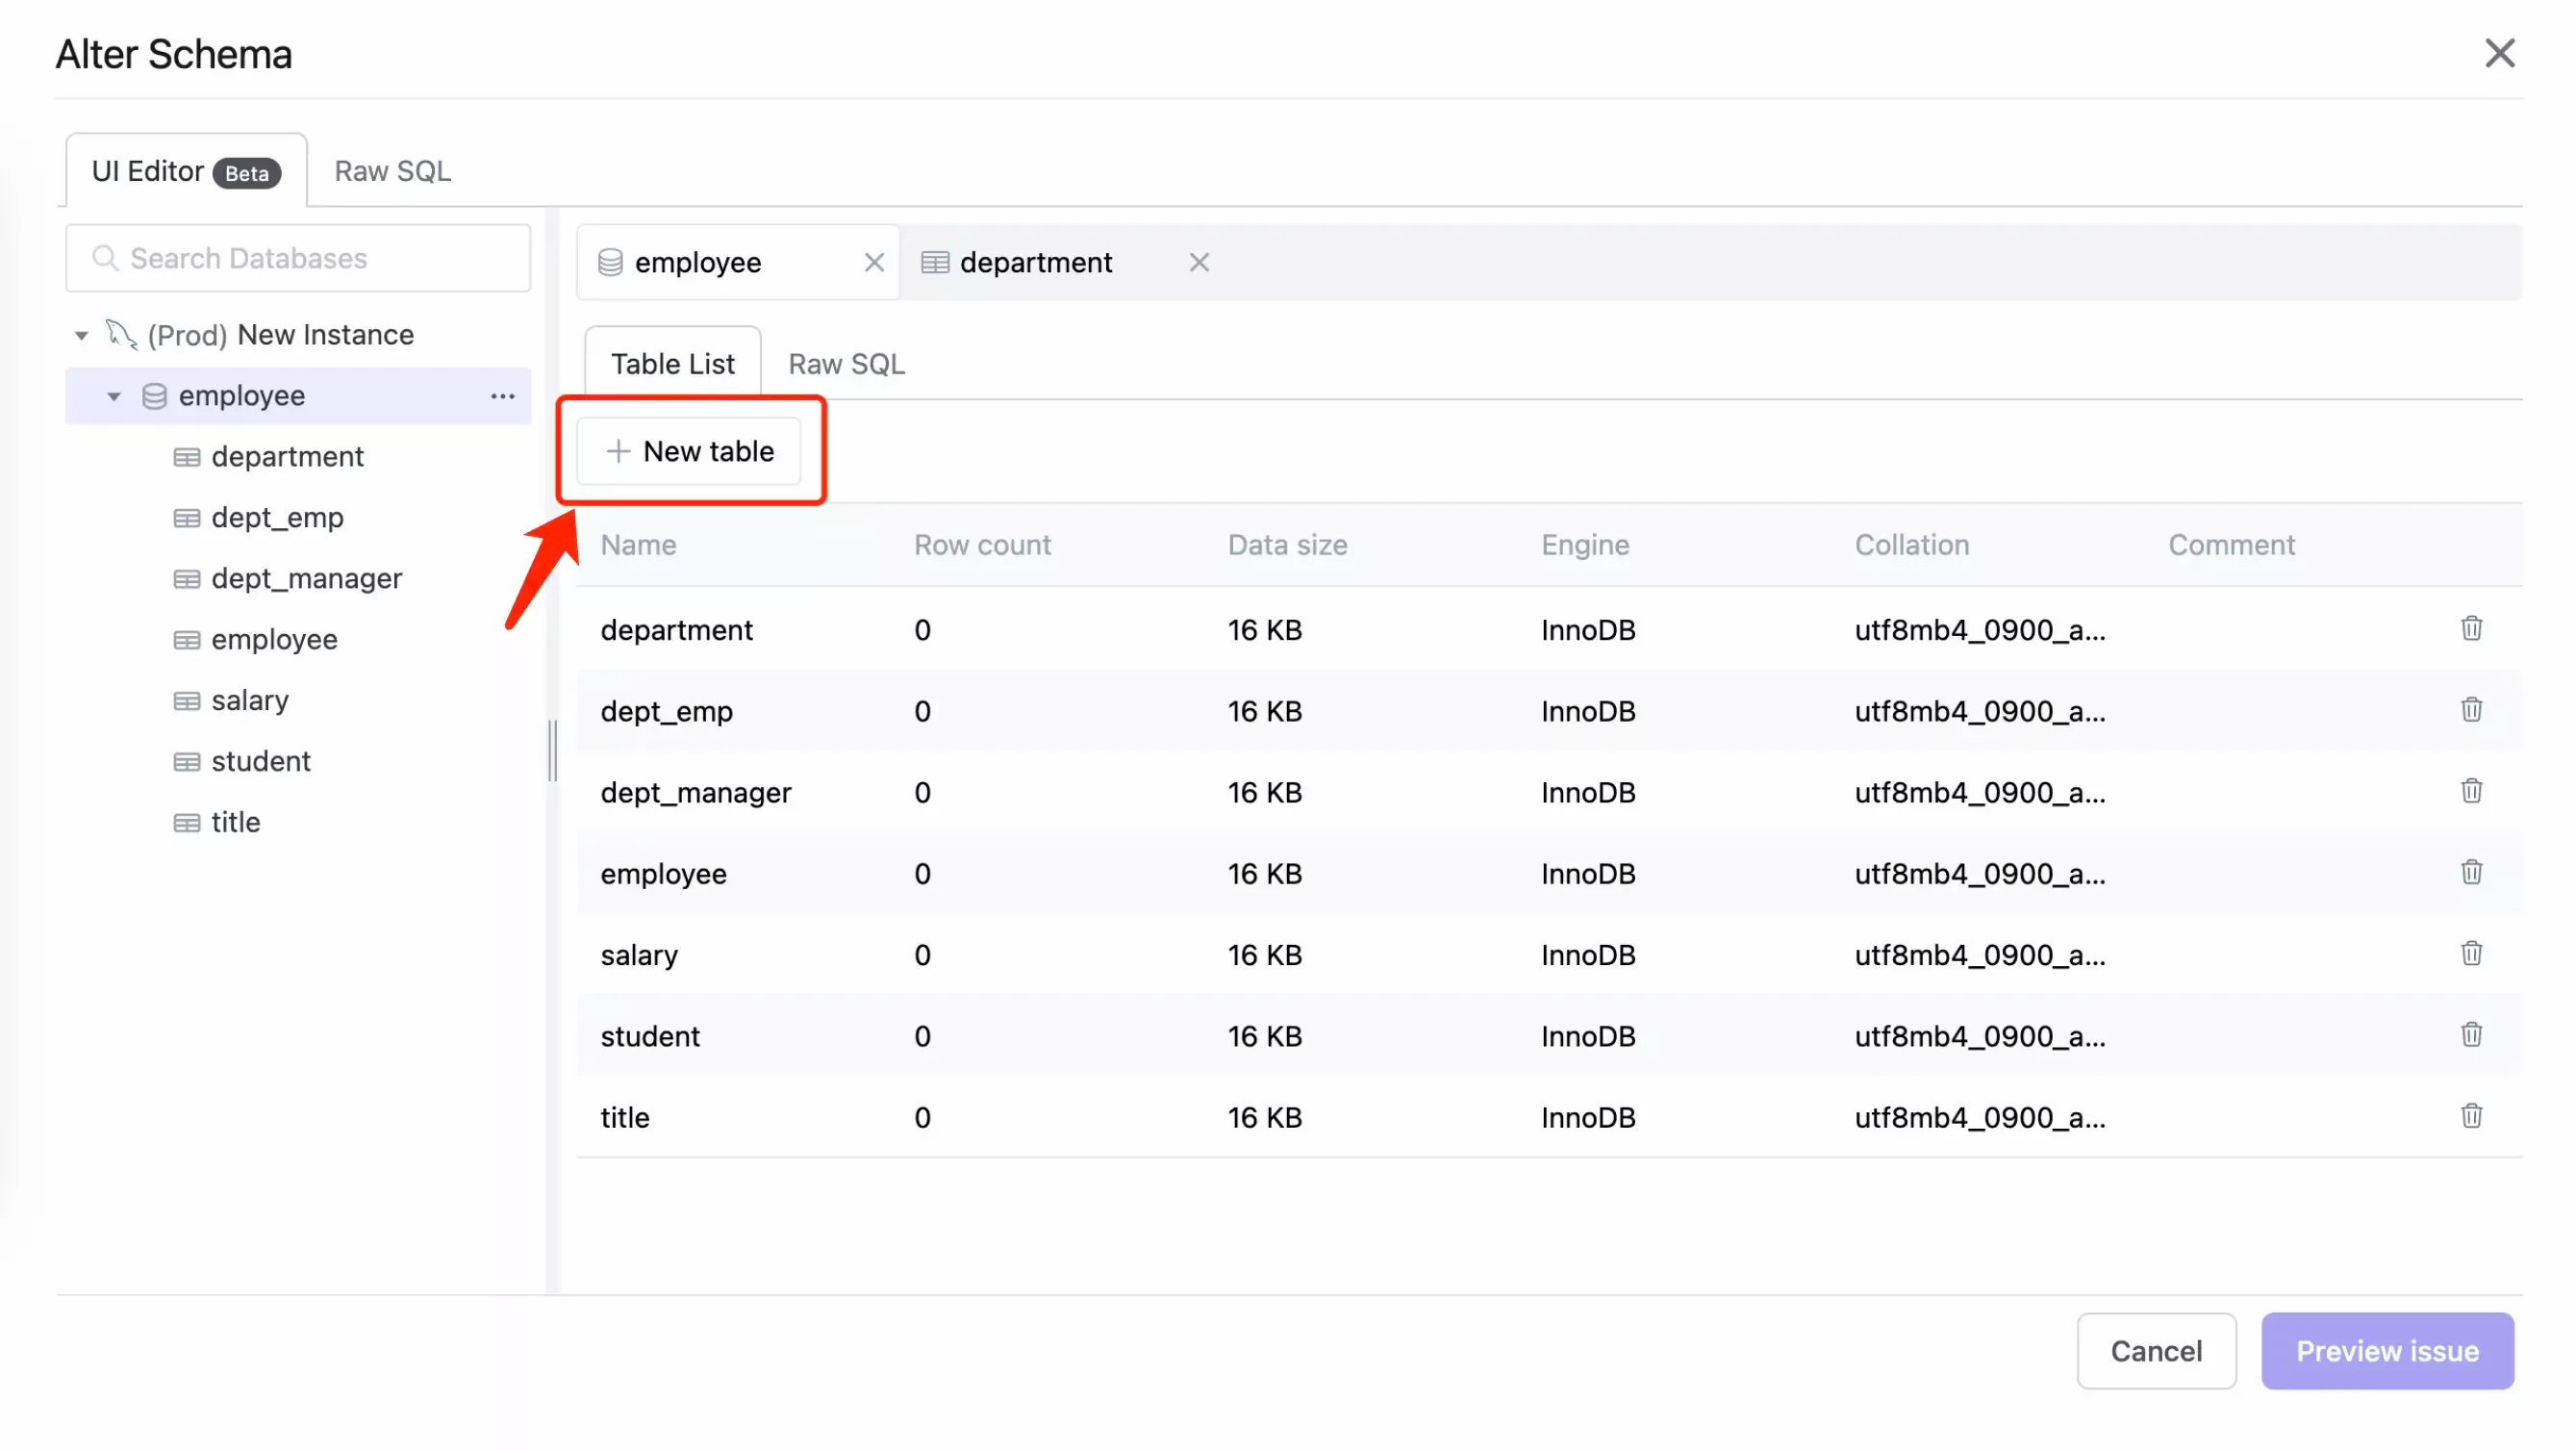 Alter Schema
UI Editor Beta Raw SQL
Search Databases
(Prod) New Instance
employee
department
dept_emp
dept_manager
employee
salary
student
title
employee department
Table List Raw SQL
New table
Name Row count Data size Engine Collation Comment
department 0 16 KB InnoDB utf8mb4_0900_a...
dept_emp 0 16 KB InnoDB utf8mb4_0900_a...
dept_manager 0 16 KB InnoDB utf8mb4_0900_a...
employee 0 16 KB InnoDB utf8mb4_0900_a...
salary 0 16 KB InnoDB utf8mb4_0900_a...
student 0 16 KB InnoDB utf8mb4_0900_a...
title 0 16 KB InnoDB utf8mb4_0900_a...
Cancel Preview issue